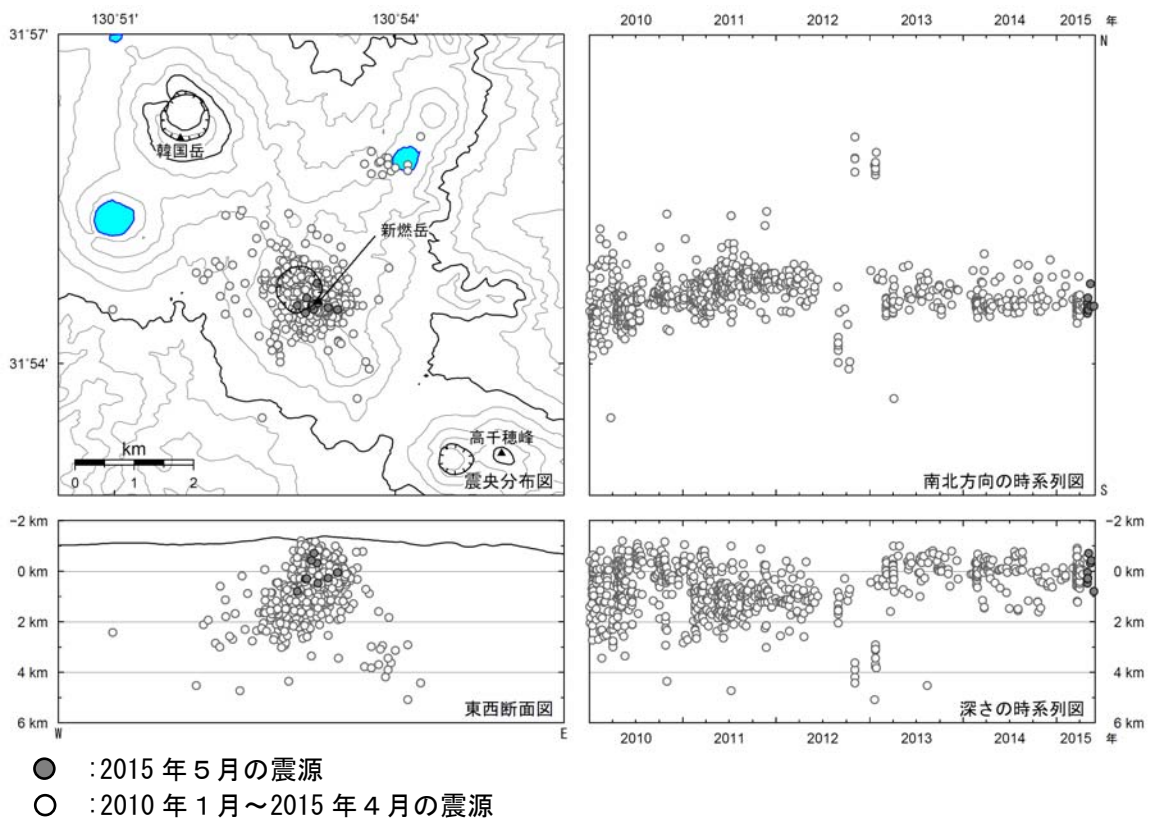 130°51′ 130°54′
31°57′
韓国岳
新燃岳
31°54′
高千穂峰
km
0 1 2
震央分布図
2010 2011 2012 2013 2014 2015 年
N
南北方向の時系列図
S
-2 km
0 km
2 km
4 km
6 km
東西断面図
W E
-2 km
0 km
2 km
4 km
6 km
深さの時系列図
2010 2011 2012 2013 2014 2015 年
:2015 年5月の震源
:2010 年1月~2015 年4月の震源